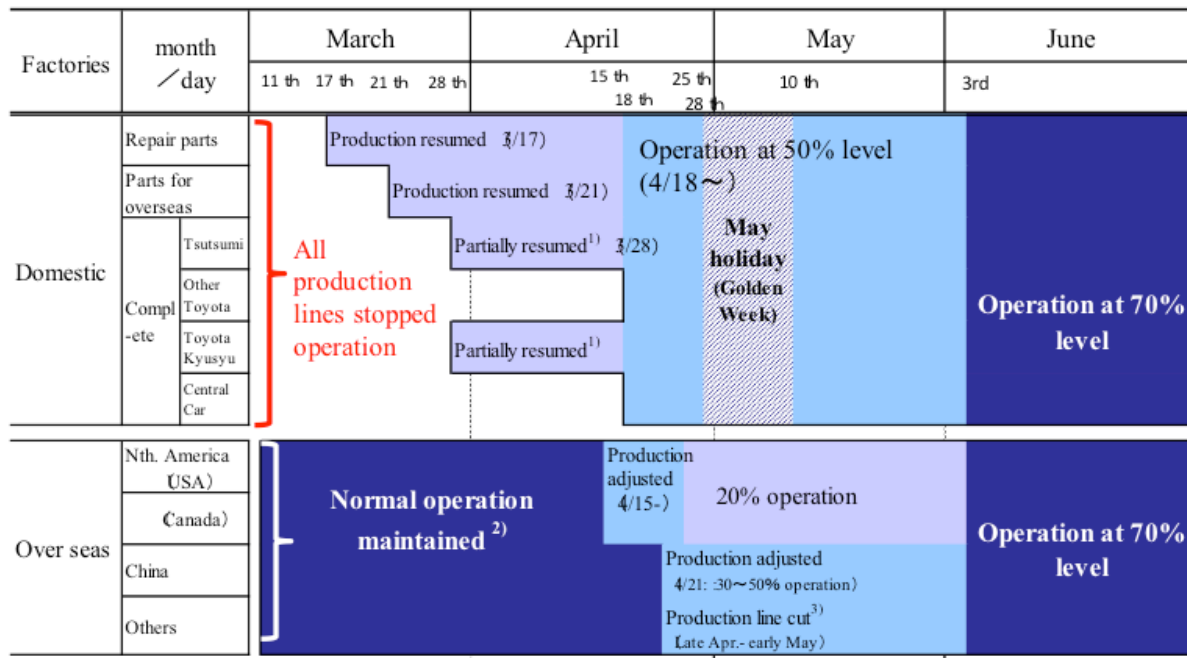 Factories
month
／day
March
April
May
June
11 th 17 th 21 th 28 th
15 th
18 th
25 th
28 th
10 th
3rd
Domestic
Repair parts
Parts for
overseas
Compl
-ete
Tsutsumi
Other
Toyota
Toyota
Kyusyu
Central
Car
All
production
lines stopped
operation
Production resumed (3/17)
Production resumed (3/21)
Partially resumed1) (3/28)
Partially resumed1)
Operation at 50% level
(4/18～)
May
holiday
(Golden
Week)
Operation at 70%
level
Over seas
Nth. America
(USA)
(Canada)
China
Others
Normal operation
maintained 2)
Production
adjusted
(4/15-)
20% operation
Production adjusted
(4/21: :30～50% operation)
Production line cut3)
(Late Apr.- early May)
Operation at 70%
level